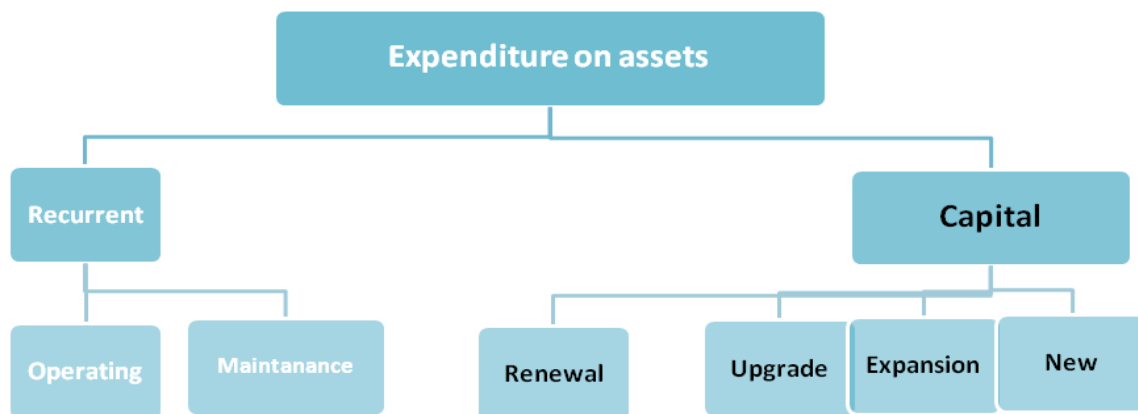 Expenditure on assets
Recurrent
Capital
Operating
Maintanance
Renewal
Upgrade
Expansion
New